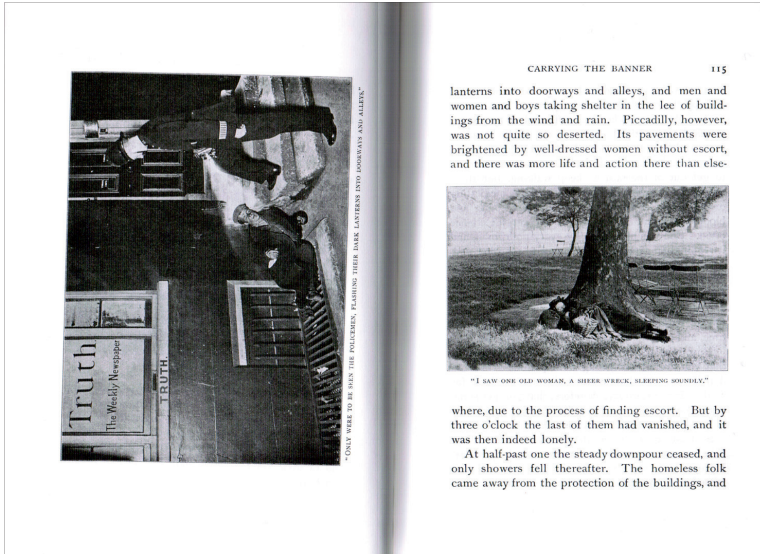 Truth
The Weekly Newspaper
TRUTH.
"ONLY WERE TO BE SEEN THE POLICEMEN, FLASHING THEIR DARK LANTERNS INTO DOORWAYS AND ALLEYS."
CARRYING THE BANNER 115
lanterns into doorways and alleys, and men and
women and boys taking shelter in the lee of build-
ings from the wind and rain. Piccadilly, however,
was not quite so deserted. Its pavements were
brightened by well-dressed women without escort,
and there was more life and action there than else-
"I SAW ONE OLD WOMAN, A SHEER WRECK, SLEEPING SOUNDLY."
where, due to the process of finding escort. But by
three o'clock the last of them had vanished, and it
was then indeed lonely.
At half-past one the steady downpour ceased, and
only showers fell thereafter. The homeless folk
came away from the protection of the buildings, and